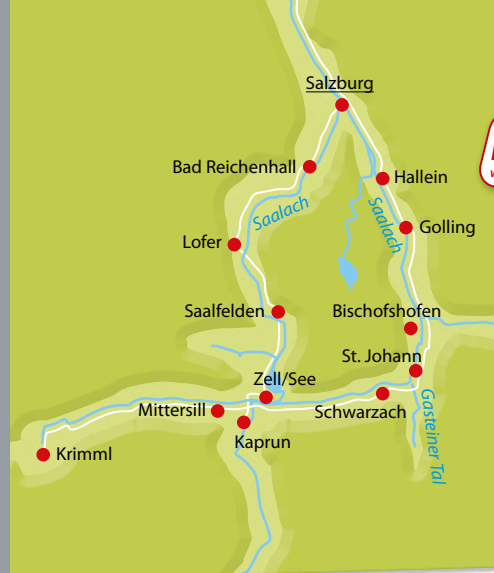 Salzburg
Bad Reichenhall
Hallein
Saalach
Saalach
Golling
Lofer
Saalfelden
Bischofshofen
St. Johann
Zell/See
Mittersill
Schwarzach
Gasteiner Tal
Kaprun
Krimml